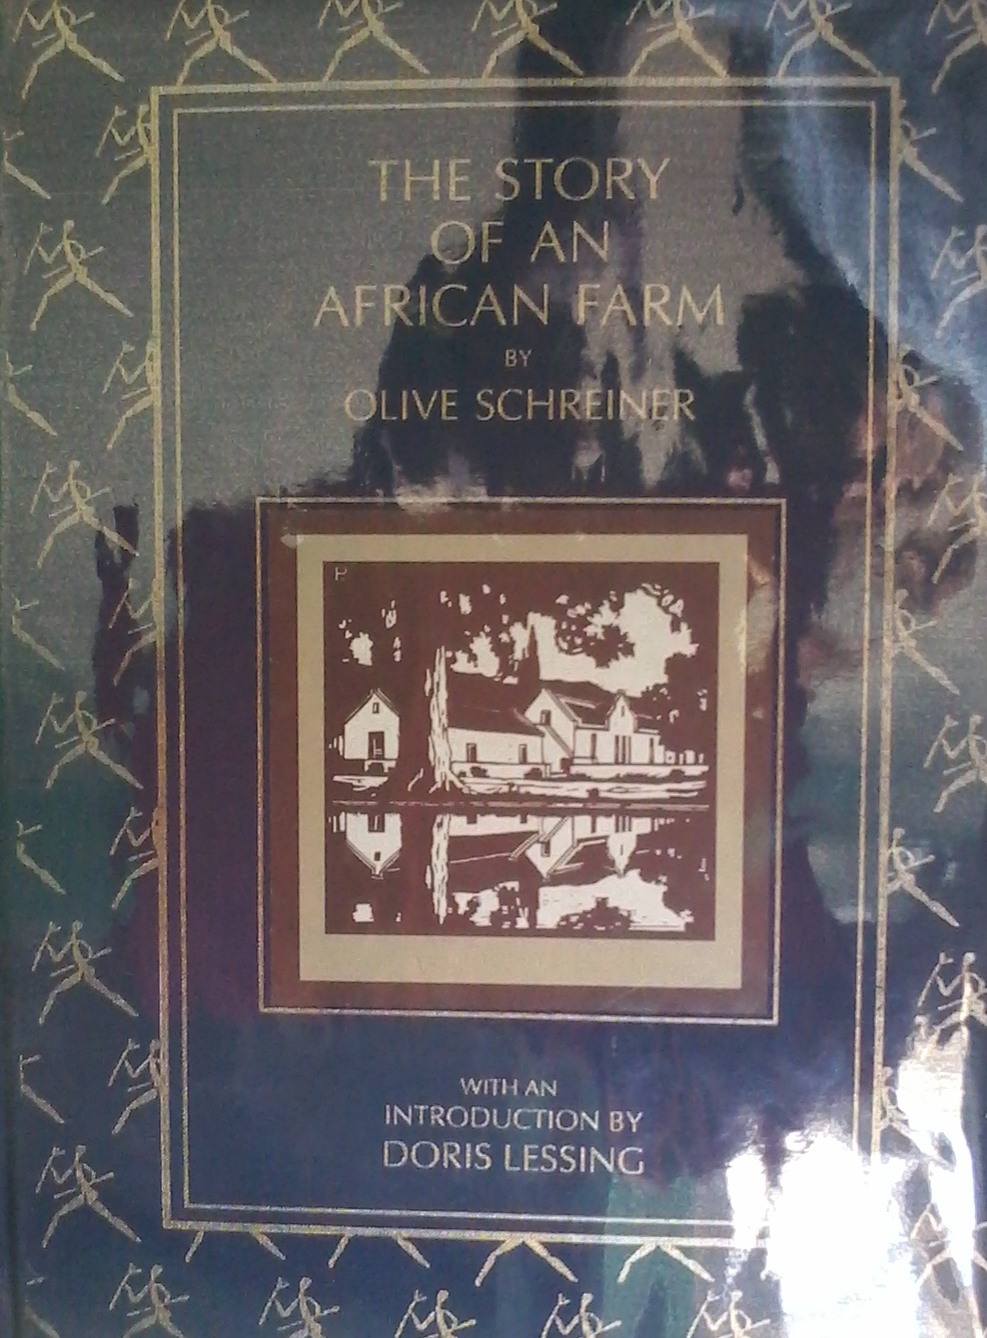 THE STORY
OF AN
AFRICAN FARM
BY
OLIVE SCHREINER
P
WITH AN
INTRODUCTION BY
DORIS LESSING